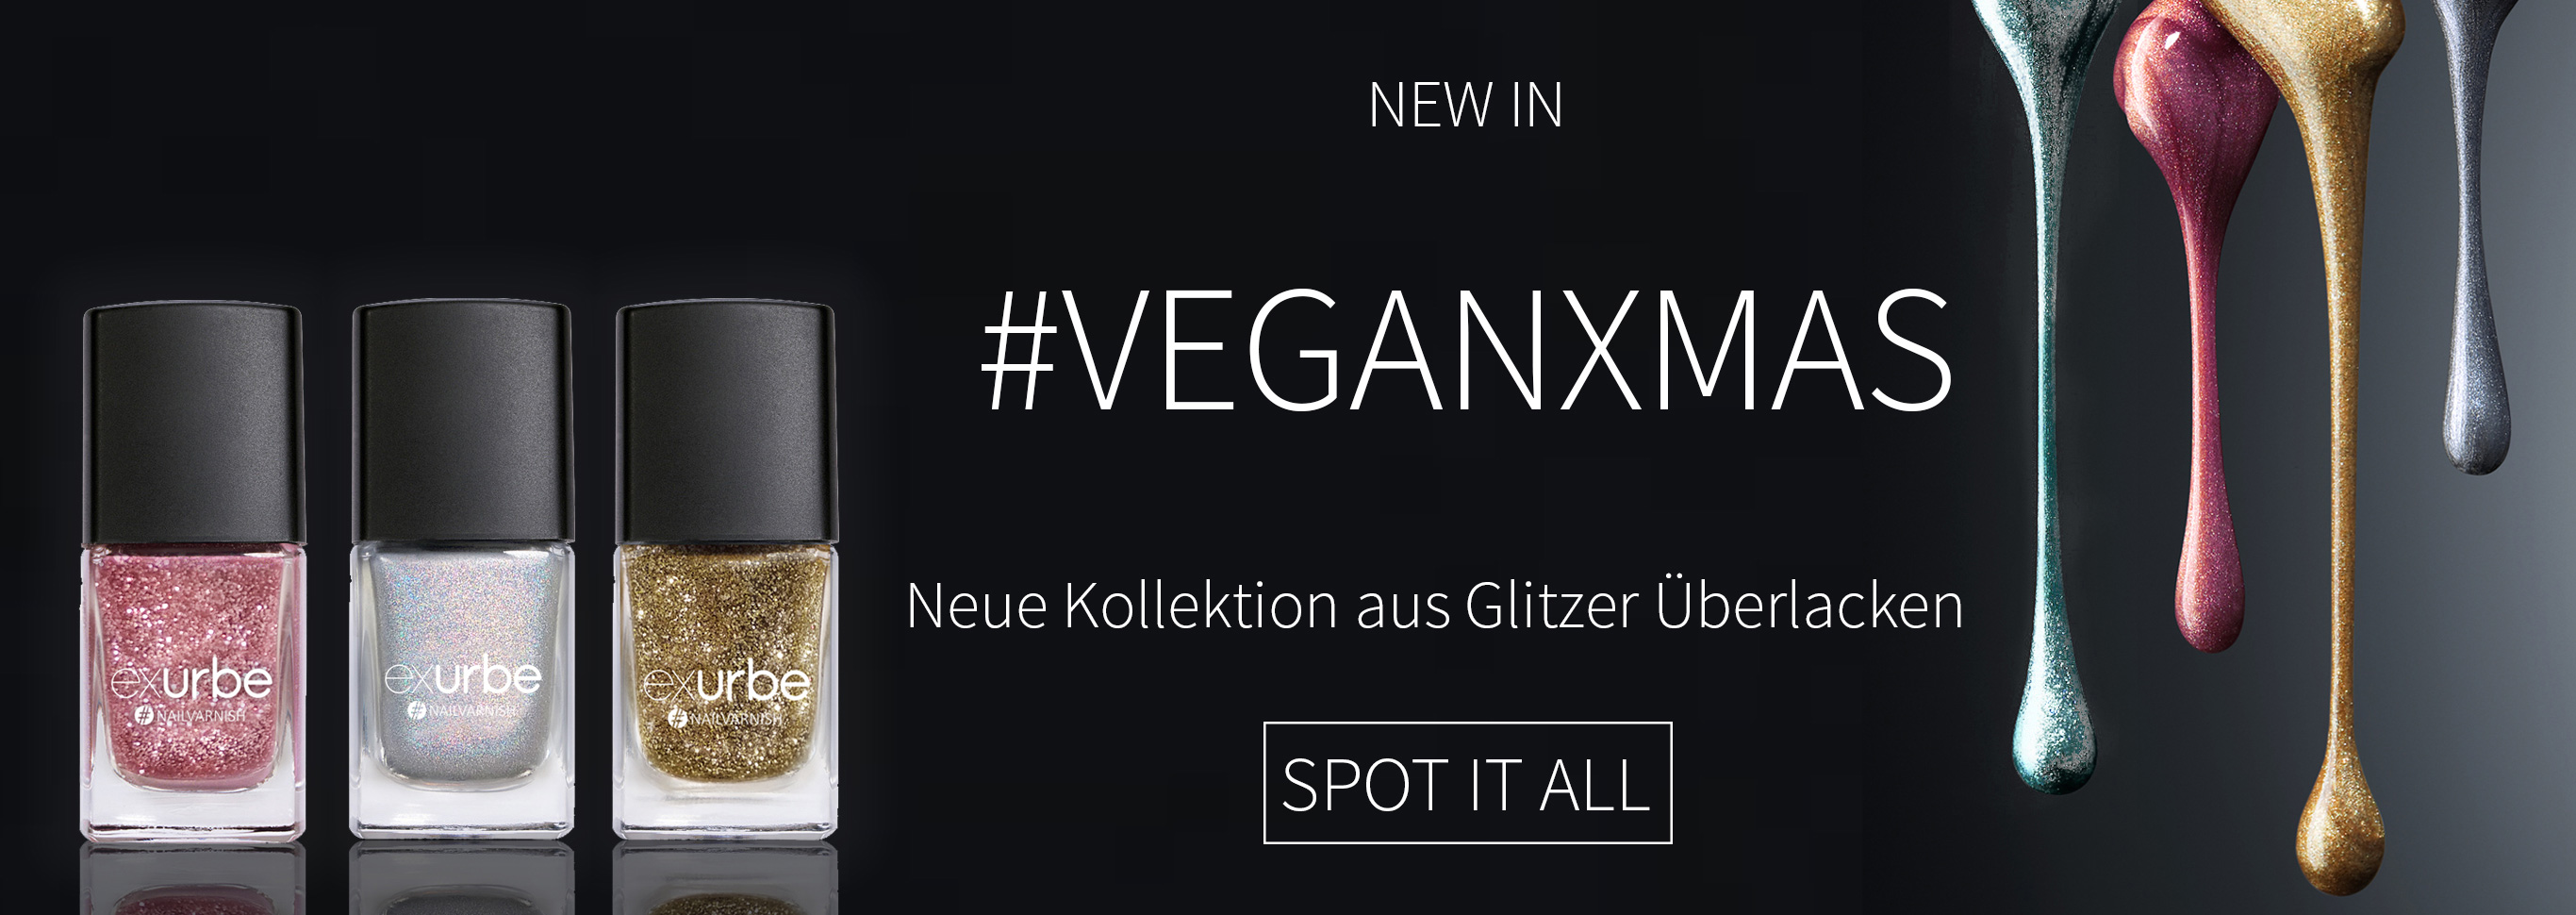 NEW IN
#VEGANXMAS
Neue Kollektion aus Glitzer Überlacken
SPOT IT ALL
exurbe
# NAILVARNISH
exurbe
# NAILVARNISH
exurbe
# NAILVARNISH